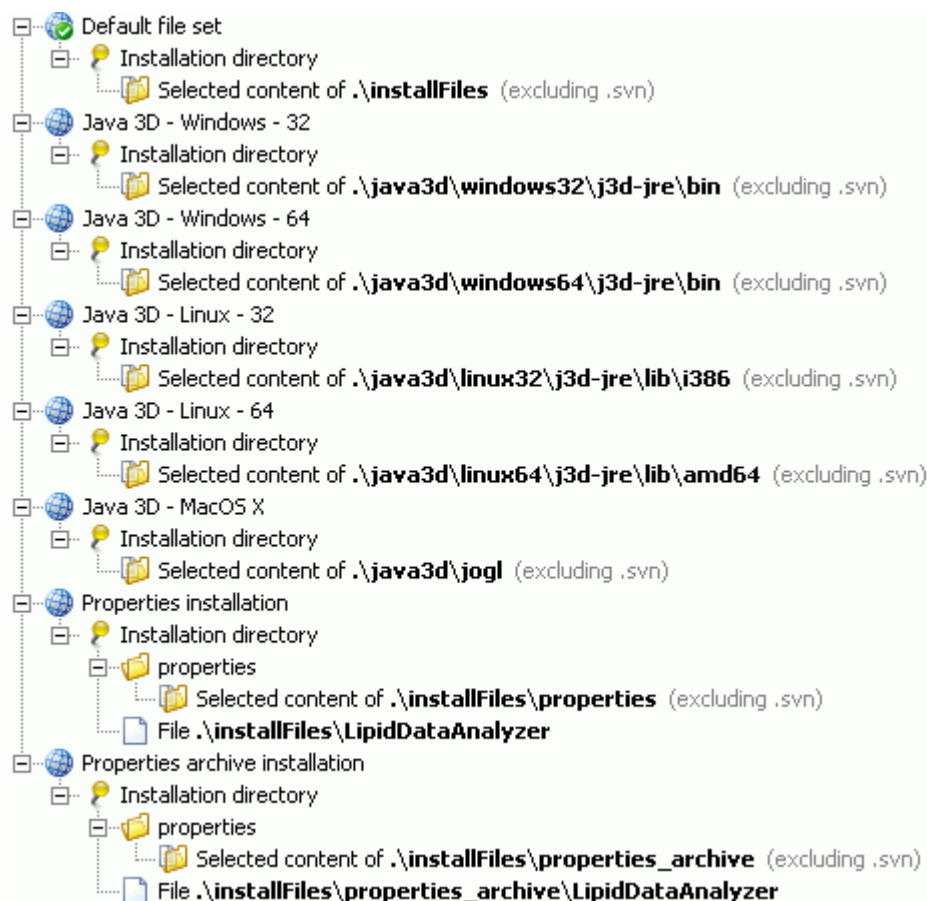 Default file set
Installation directory
Selected content of .\installFiles (excluding .svn)
Java 3D - Windows - 32
Installation directory
Selected content of .\java3d\windows32\j3d-jre\bin (excluding .svn)
Java 3D - Windows - 64
Installation directory
Selected content of .\java3d\windows64\j3d-jre\bin (excluding .svn)
Java 3D - Linux - 32
Installation directory
Selected content of .\java3d\linux32\j3d-jre\lib\i386 (excluding .svn)
Java 3D - Linux - 64
Installation directory
Selected content of .\java3d\linux64\j3d-jre\lib\amd64 (excluding .svn)
Java 3D - MacOS X
Installation directory
Selected content of .\java3d\jogl (excluding .svn)
Properties installation
Installation directory
properties
Selected content of .\installFiles\properties (excluding .svn)
File .\installFiles\LipidDataAnalyzer
Properties archive installation
Installation directory
properties
Selected content of .\installFiles\properties_archive (excluding .svn)
File .\installFiles\properties_archive\LipidDataAnalyzer